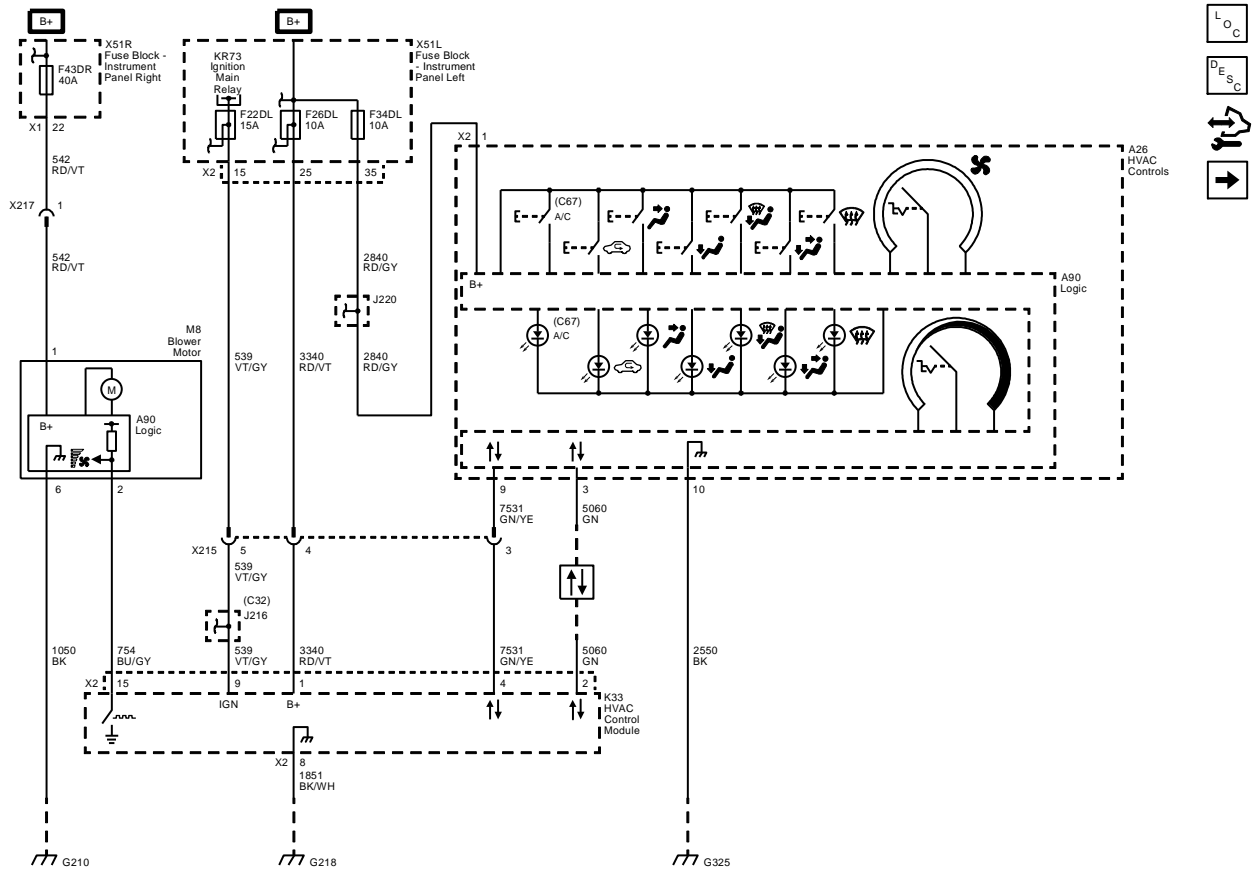 B+
X51R
Fuse Block -
Instrument
Panel Right
F43DR
40A
X1 22
542
RD/VT
X217 1
542
RD/VT
M8
Blower
Motor
1
M
A90
Logic
B+
6 2
1050
BK
754
BU/GY
G210
B+
X51L
Fuse Block
- Instrument
Panel Left
KR73
Ignition
Main
Relay
F22DL
15A
F26DL
10A
F34DL
10A
X2 15 25 35
2840
RD/GY
J220
539
VT/GY
3340
RD/VT
2840
RD/GY
X215 5 4 3
539
VT/GY
(C32)
J216
539
VT/GY
3340
RD/VT
7531
GN/YE
5060
GN
X2 15 9 1 4 2
IGN B+
K33
HVAC
Control
Module
X2 8
1851
BK/WH
G218
X2 1
A26
HVAC
Controls
(C67)
A/C
B+
A90
Logic
(C67)
A/C
9 3 10
7531
GN/YE
5060
GN
2550
BK
G325
L
O
C
D
E
S
C